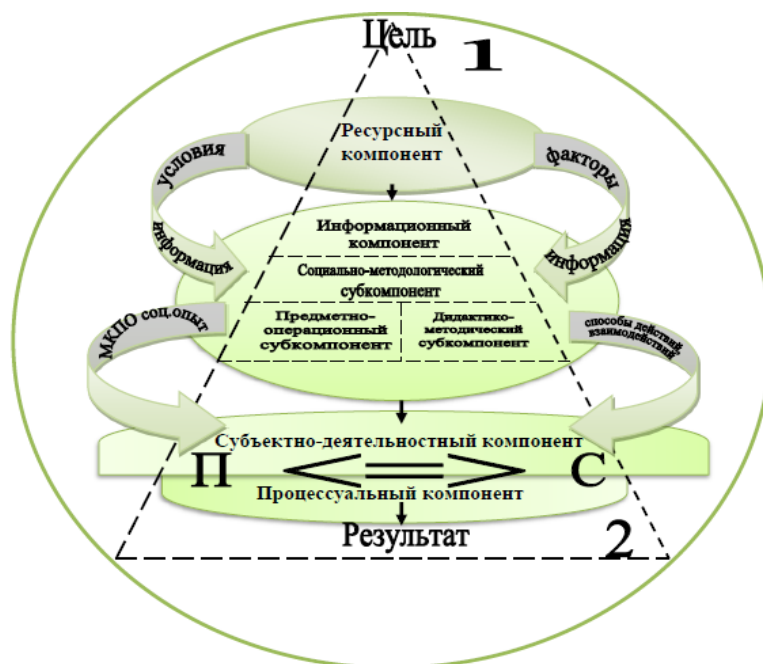 Цель
1
Ресурсный
компонент
условия
факторы
информация
информация
Информационный
компонент
Социально-методологический
субкомпонент
Предметно-
операционный
субкомпонент
Дидактико-
методический
субкомпонент
МКПО соц.опыт
способы действий,
взаимодействий
Субъектно-деятельностный компонент
П
С
Процессуальный компонент
Результат
2